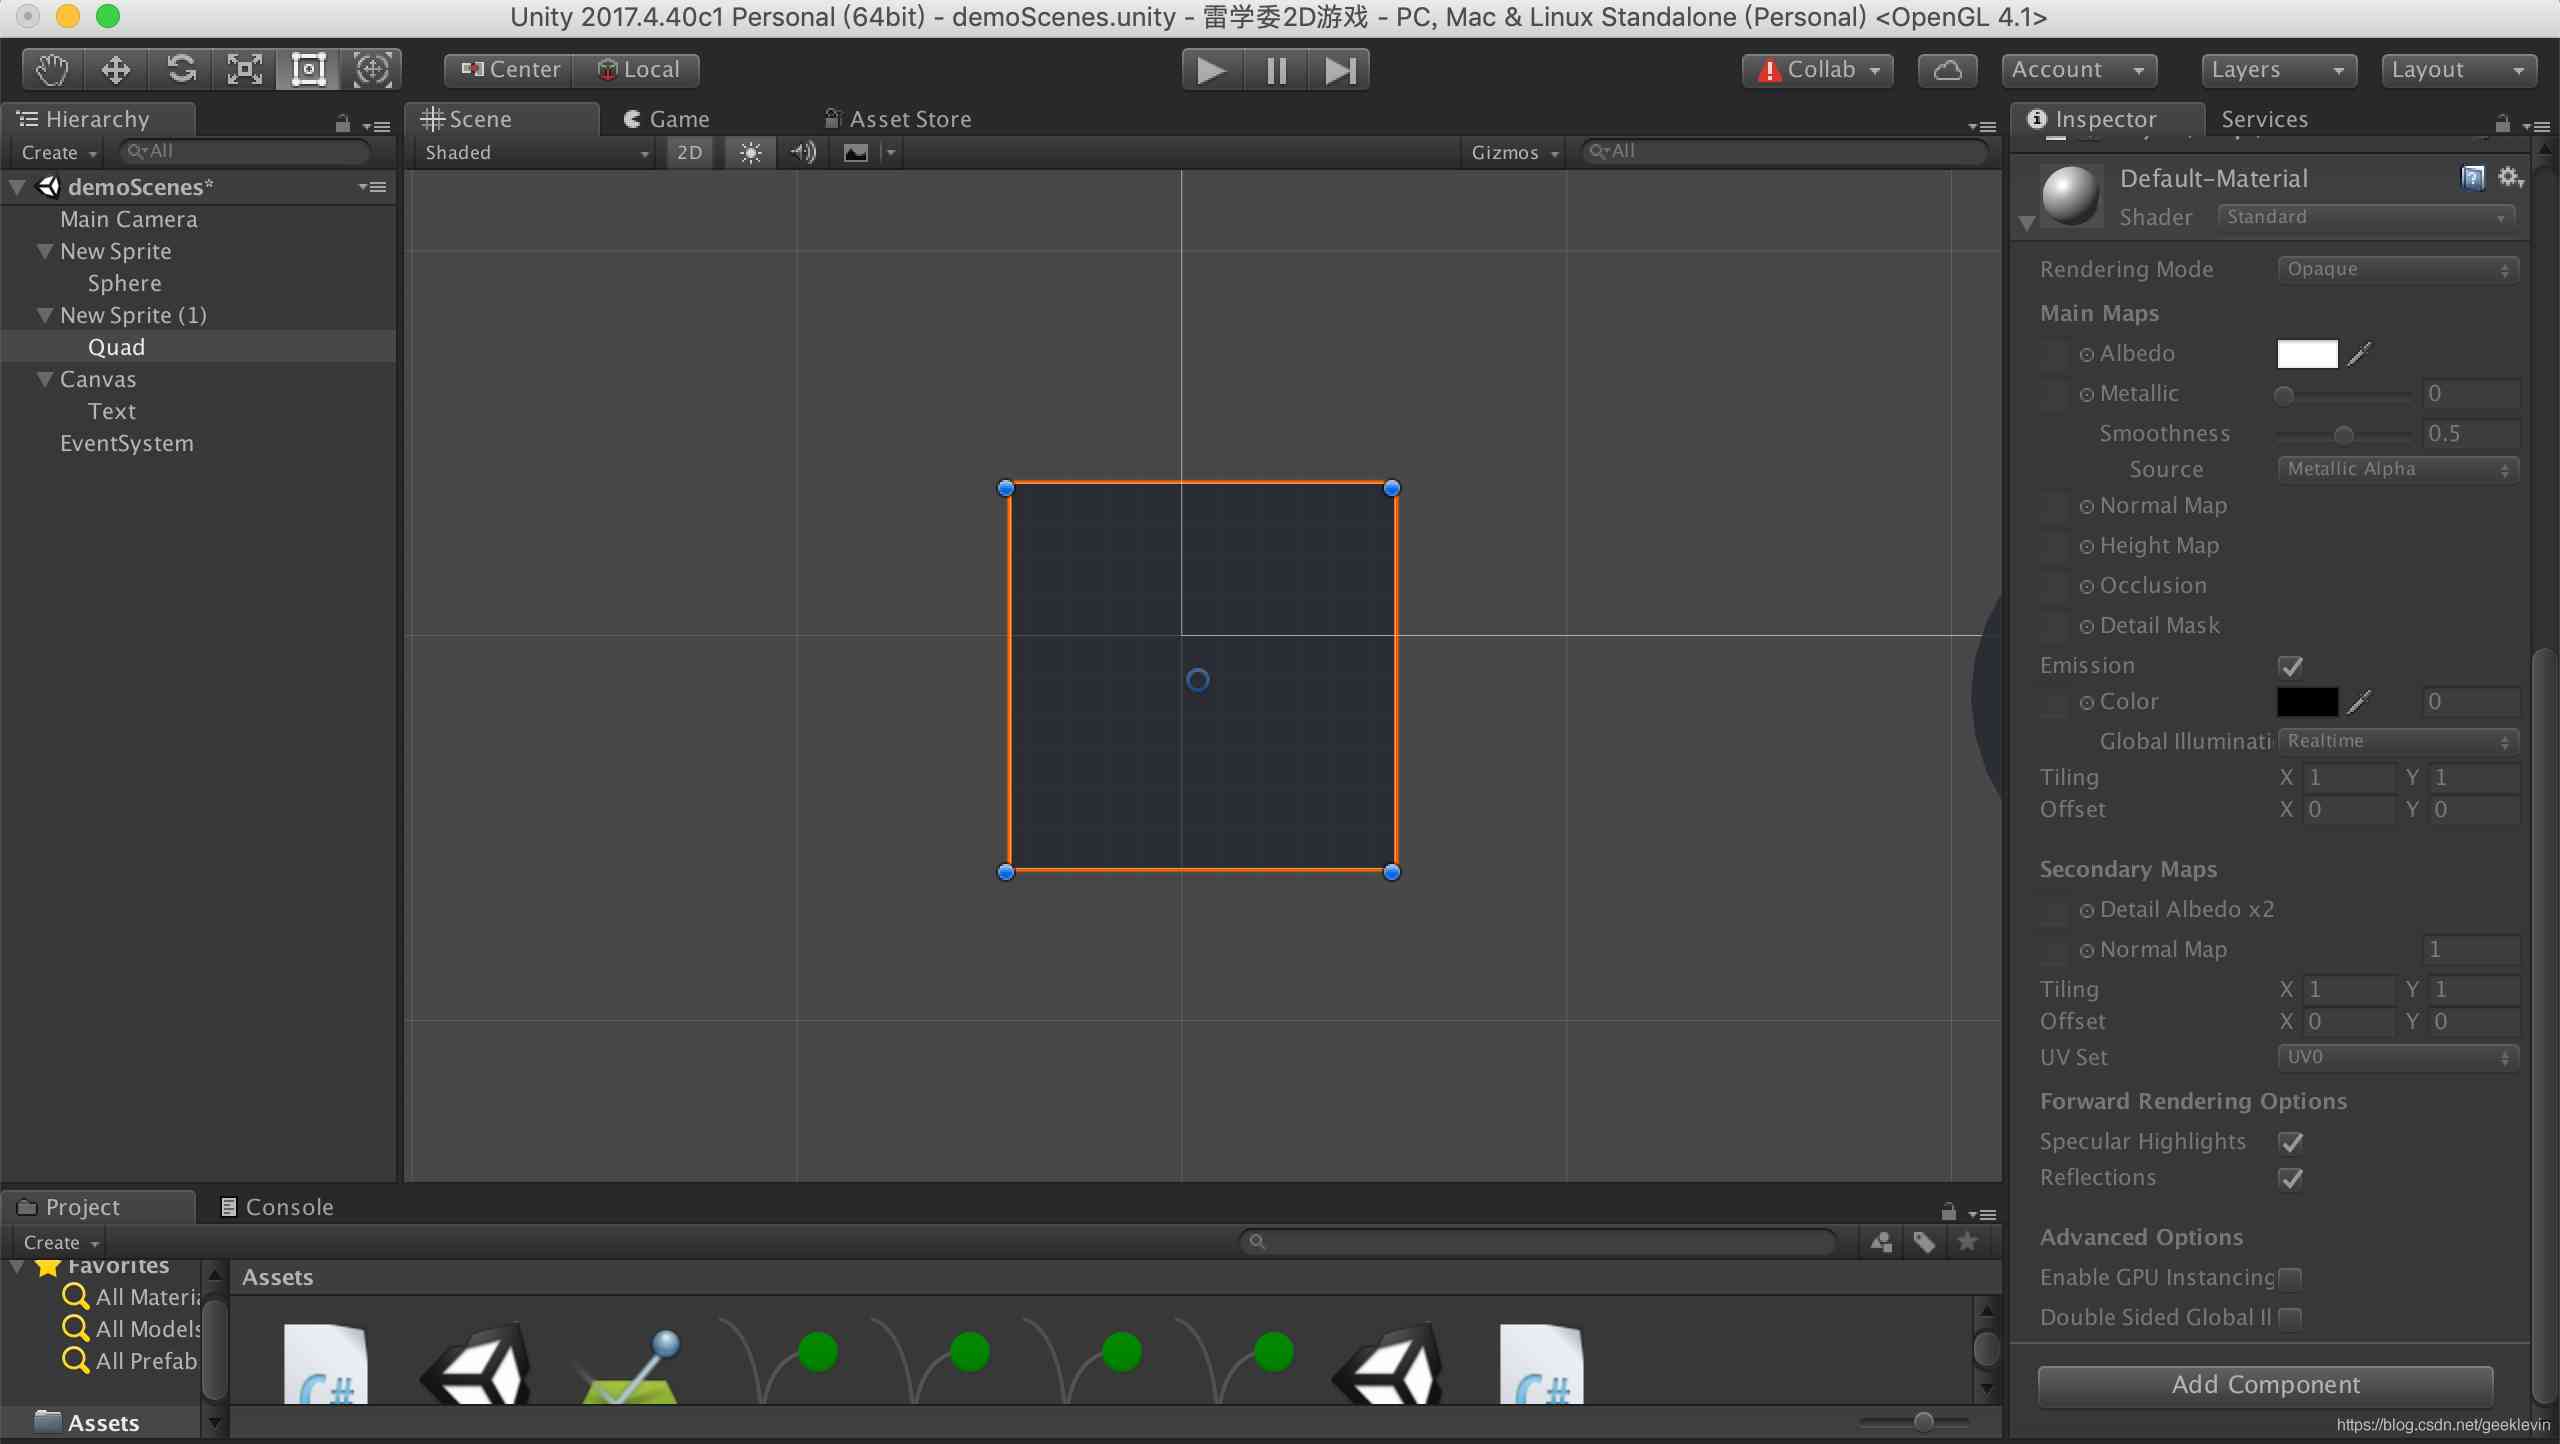 Unity 2017.4.40c1 Personal (64bit) - demoScenes.unity - 雷学委2D游戏 - PC, Mac & Linux Standalone (Personal) <OpenGL 4.1>
Center Local Collab Account Layers Layout
Hierarchy
Create All
demoScenes*
Main Camera
New Sprite
Sphere
New Sprite (1)
Quad
Canvas
Text
EventSystem
Scene Game Asset Store
Shaded 2D Gizmos All
Inspector Services
Default-Material
Shader Standard
Rendering Mode Opaque
Main Maps
Albedo
Metallic 0
Smoothness 0.5
Source Metallic Alpha
Normal Map
Height Map
Occlusion
Detail Mask
Emission
Color 0
Global Illuminati Realtime
Tiling X 1 Y 1
Offset X 0 Y 0
Secondary Maps
Detail Albedo x2
Normal Map 1
Tiling X 1 Y 1
Offset X 0 Y 0
UV Set UV0
Forward Rendering Options
Specular Highlights
Reflections
Advanced Options
Enable GPU Instancing
Double Sided Global Il
Add Component
Project Console
Create
Favorites
All Materi
All Models
All Prefab
Assets
Assets
C# C#
https://blog.csdn.net/geeklevin